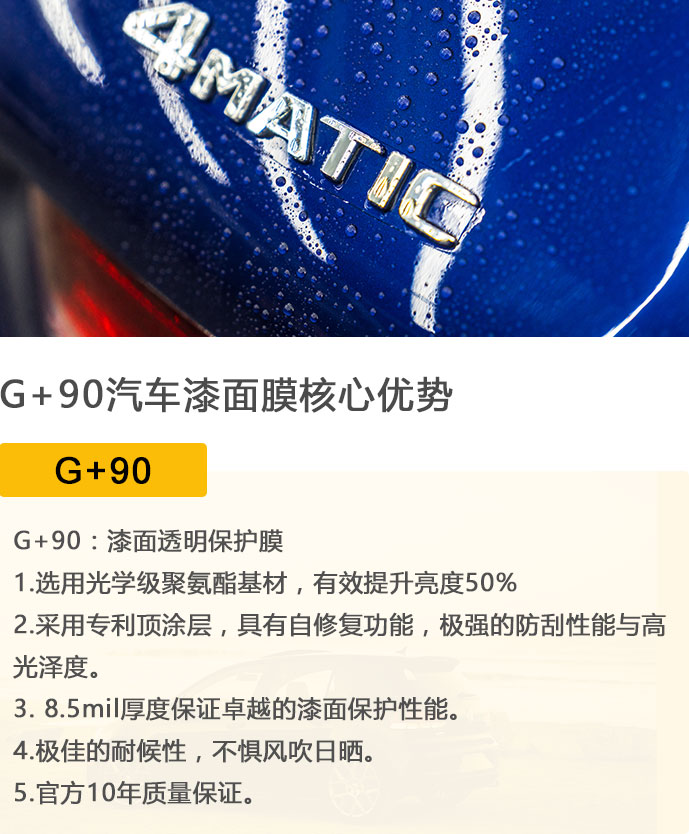 4MATIC
G+90汽车漆面膜核心优势
G+90
G+90：漆面透明保护膜
1.选用光学级聚氨酯基材，有效提升亮度50%
2.采用专利顶涂层，具有自修复功能，极强的防刮性能与高
光泽度。
3. 8.5mil厚度保证卓越的漆面保护性能。
4.极佳的耐候性，不惧风吹日晒。
5.官方10年质量保证。